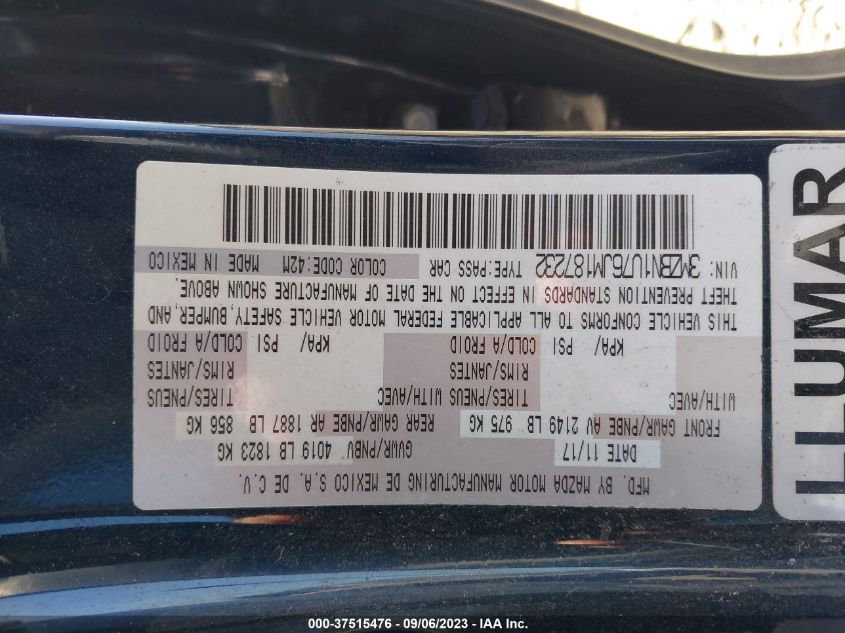 MFD. BY MAZDA MOTOR MANUFACTURING DE MEXICO S.A. DE C.V.
DATE 11/17 GVWR/PNBV 4019 LB 1823 KG
FRONT GAWR/PNBE AV 2149 LB 975 KG REAR GAWR/PNBE AR 1887 LB 856 KG
WITH/AVEC TIRES/PNEUS WITH/AVEC TIRES/PNEUS
RIMS/JANTES RIMS/JANTES
KPA/ PSI COLD/A FROID KPA/ PSI COLD/A FROID
THIS VEHICLE CONFORMS TO ALL APPLICABLE FEDERAL MOTOR VEHICLE SAFETY, BUMPER, AND
THEFT PREVENTION STANDARDS IN EFFECT ON THE DATE OF MANUFACTURE SHOWN ABOVE.
VIN: 3MZBN1U76JM187232 TYPE:PASS CAR COLOR CODE:42M MADE IN MEXICO
LLUMAR
000-37515476 - 09/06/2023 - IAA Inc.